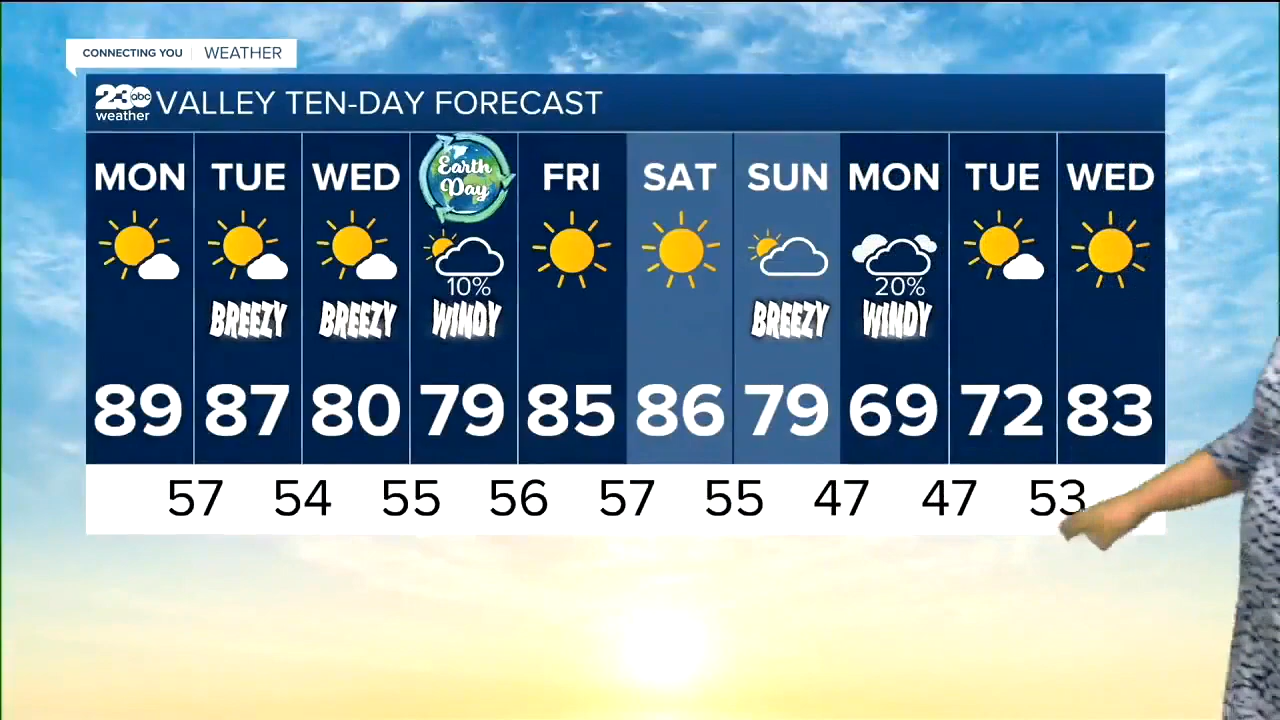 CONNECTING YOU WEATHER
23 abc
weather
VALLEY TEN-DAY FORECAST
MON TUE WED Earth Day FRI SAT SUN MON TUE WED
10% 20%
BREEZY BREEZY WINDY BREEZY WINDY
89 87 80 79 85 86 79 69 72 83
57 54 55 56 57 55 47 47 53